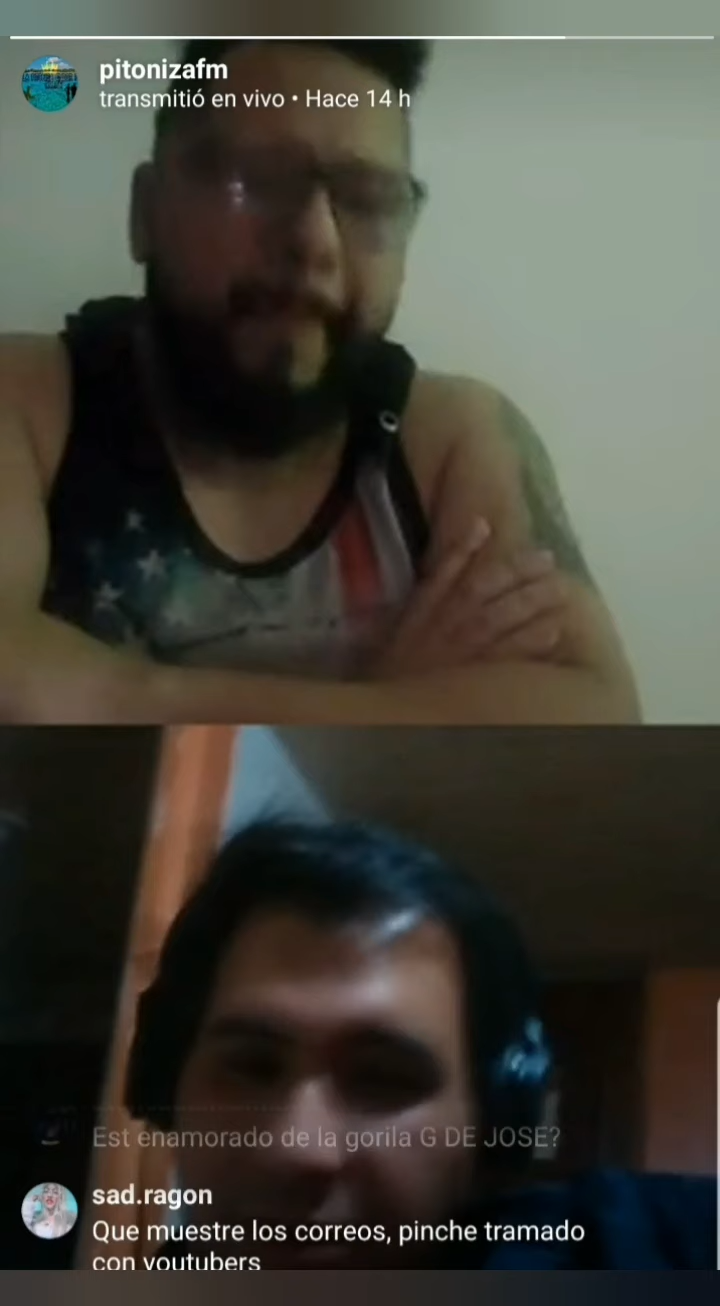 pitonizafm
transmitió en vivo • Hace 14 h
Est enamorado de la gorila G DE JOSE?
sad.ragon
Que muestre los correos, pinche tramado
con youtubers